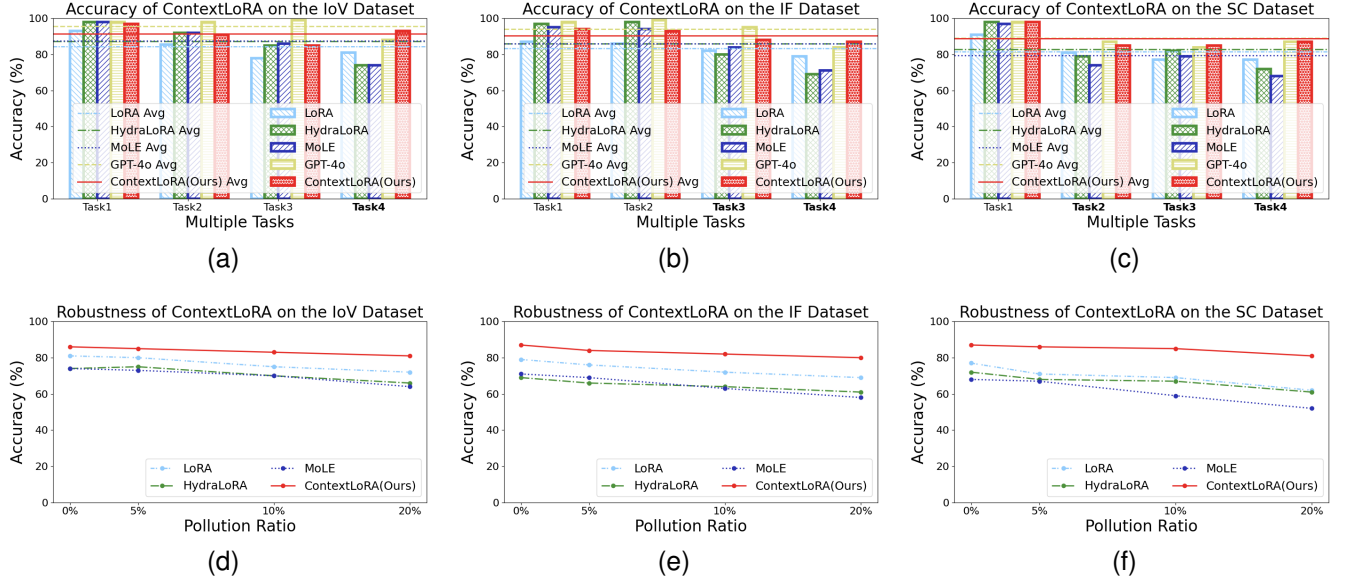 Accuracy of ContextLoRA on the IoV Dataset
Accuracy (%)
100
80
60
40
20
0
LoRA Avg
HydraLoRA Avg
MoLE Avg
GPT-4o Avg
ContextLoRA(Ours) Avg
LoRA
HydraLoRA
MoLE
GPT-4o
ContextLoRA(Ours)
Task1 Task2 Task3 Task4
Multiple Tasks
(a)
Accuracy of ContextLoRA on the IF Dataset
Accuracy (%)
100
80
60
40
20
0
LoRA Avg
HydraLoRA Avg
MoLE Avg
GPT-4o Avg
ContextLoRA(Ours) Avg
LoRA
HydraLoRA
MoLE
GPT-4o
ContextLoRA(Ours)
Task1 Task2 Task3 Task4
Multiple Tasks
(b)
Accuracy of ContextLoRA on the SC Dataset
Accuracy (%)
100
80
60
40
20
0
LoRA Avg
HydraLoRA Avg
MoLE Avg
GPT-4o Avg
ContextLoRA(Ours) Avg
LoRA
HydraLoRA
MoLE
GPT-4o
ContextLoRA(Ours)
Task1 Task2 Task3 Task4
Multiple Tasks
(c)
Robustness of ContextLoRA on the IoV Dataset
Accuracy (%)
100
80
60
40
20
0
LoRA
HydraLoRA
MoLE
ContextLoRA(Ours)
0% 5% 10% 20%
Pollution Ratio
(d)
Robustness of ContextLoRA on the IF Dataset
Accuracy (%)
100
80
60
40
20
0
LoRA
HydraLoRA
MoLE
ContextLoRA(Ours)
0% 5% 10% 20%
Pollution Ratio
(e)
Robustness of ContextLoRA on the SC Dataset
Accuracy (%)
100
80
60
40
20
0
LoRA
HydraLoRA
MoLE
ContextLoRA(Ours)
0% 5% 10% 20%
Pollution Ratio
(f)